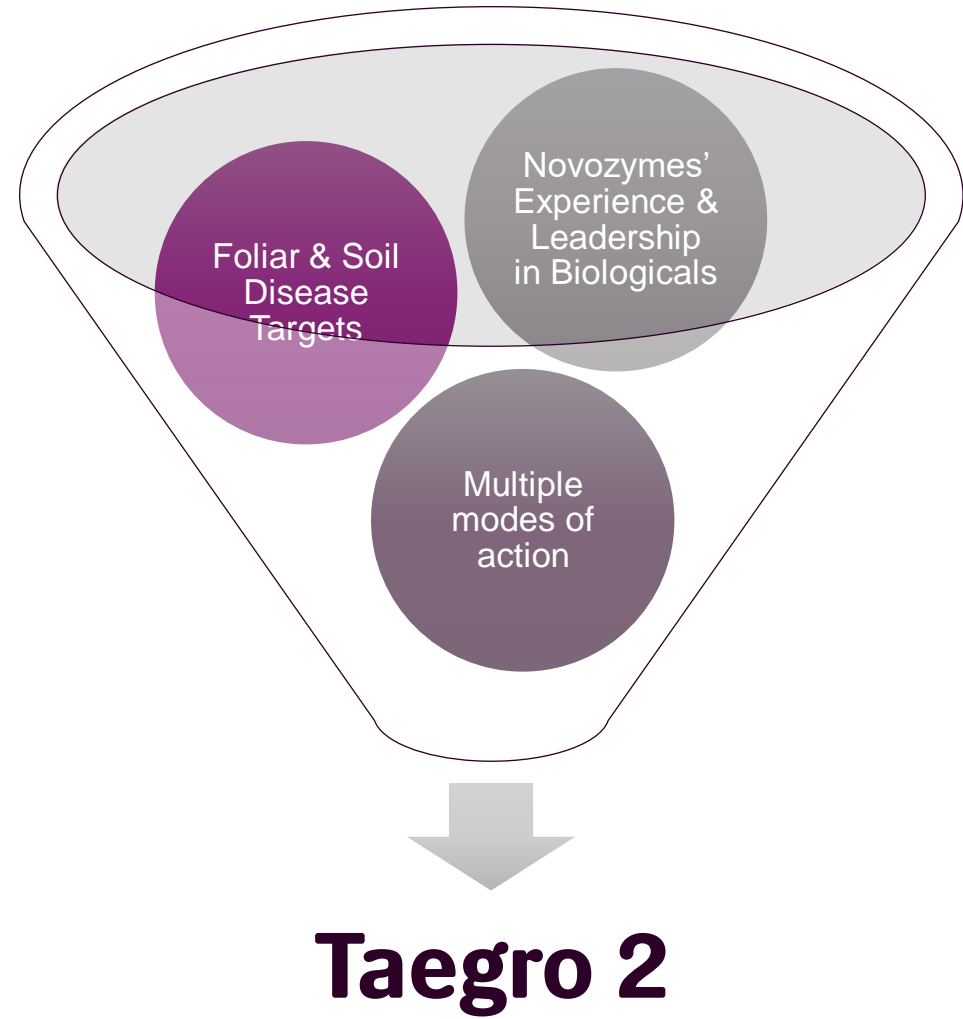 Novozymes’
Experience &
Leadership
in Biologicals
Foliar & Soil
Disease
Targets
Multiple
modes of
action
Taegro 2